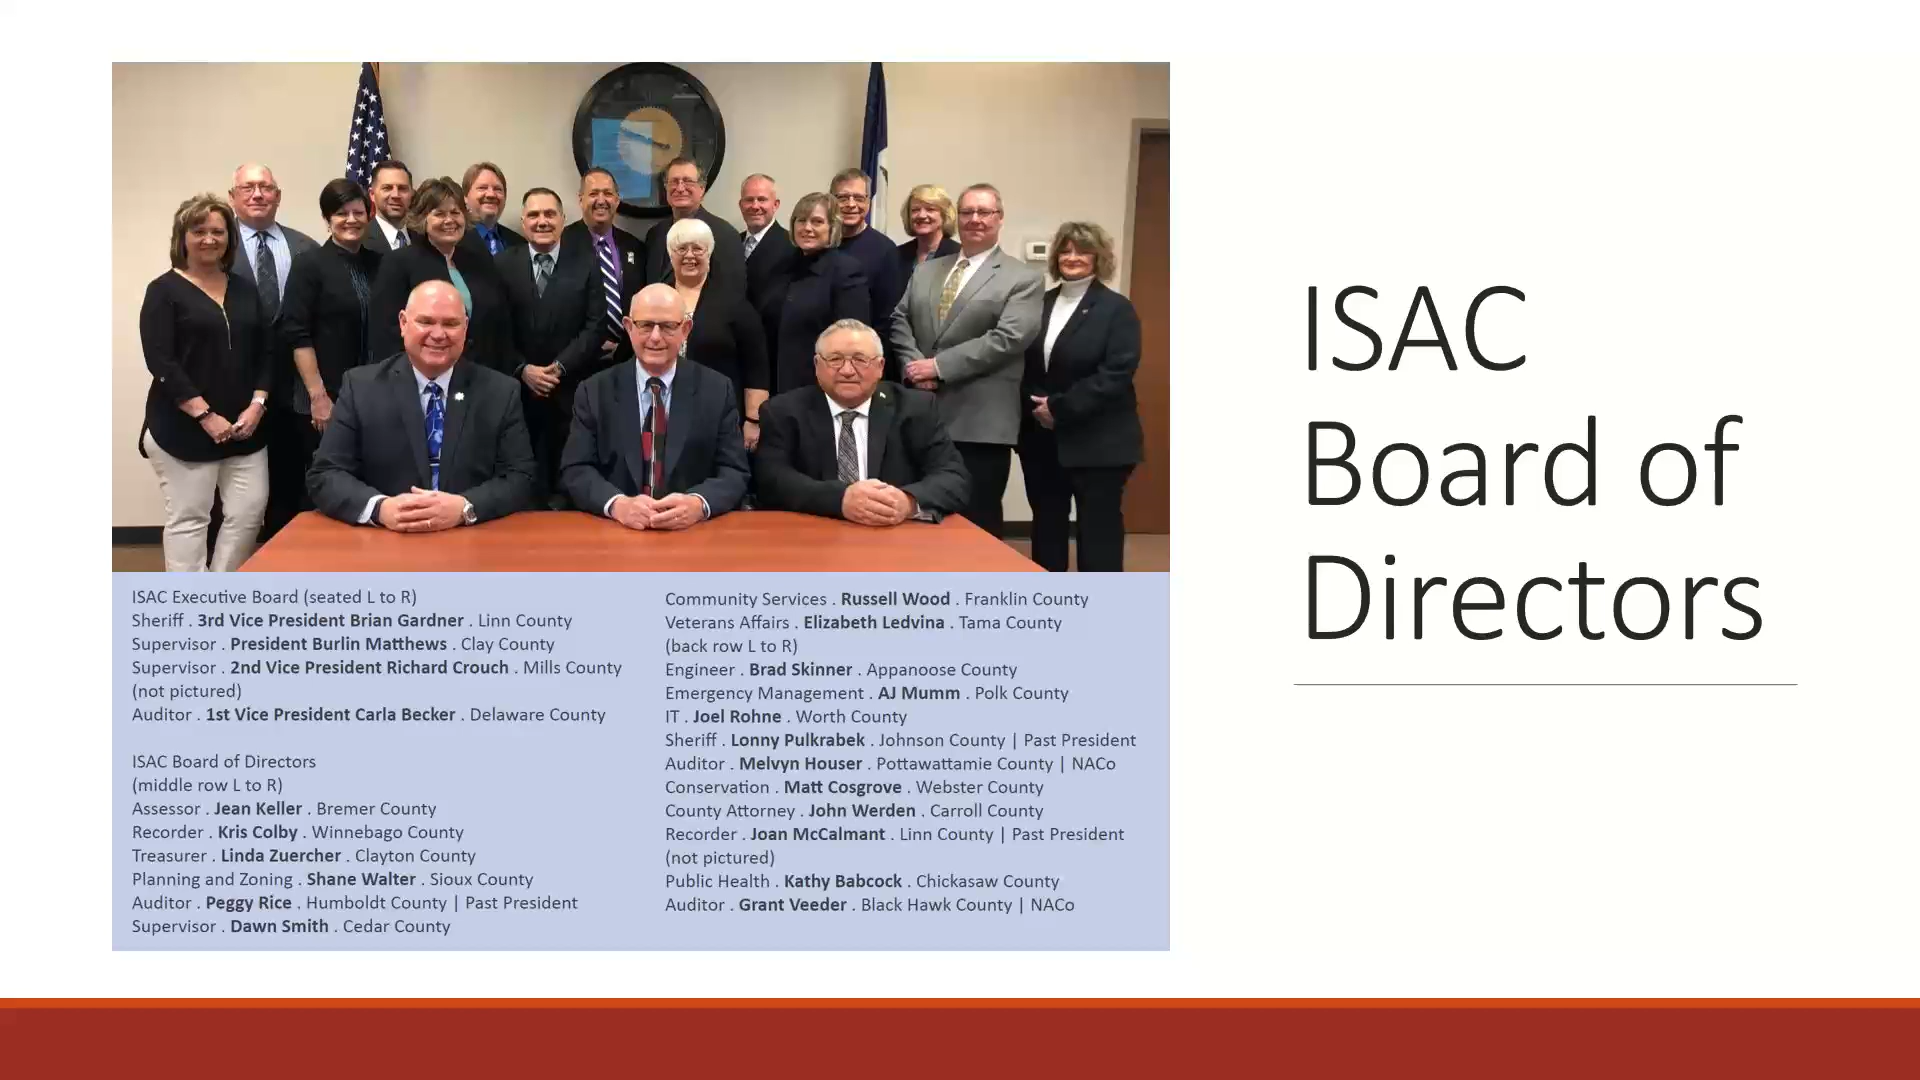 ISAC Executive Board (seated L to R)
Sheriff . 3rd Vice President Brian Gardner . Linn County
Supervisor . President Burlin Matthews . Clay County
Supervisor . 2nd Vice President Richard Crouch . Mills County
(not pictured)
Auditor . 1st Vice President Carla Becker . Delaware County
ISAC Board of Directors
(middle row L to R)
Assessor . Jean Keller . Bremer County
Recorder . Kris Colby . Winnebago County
Treasurer . Linda Zuercher . Clayton County
Planning and Zoning . Shane Walter . Sioux County
Auditor . Peggy Rice . Humboldt County | Past President
Supervisor . Dawn Smith . Cedar County
Community Services . Russell Wood . Franklin County
Veterans Affairs . Elizabeth Ledvina . Tama County
(back row L to R)
Engineer . Brad Skinner . Appanoose County
Emergency Management . AJ Mumm . Polk County
IT . Joel Rohne . Worth County
Sheriff . Lonny Pulkrabek . Johnson County | Past President
Auditor . Melvyn Houser . Pottawattamie County | NACo
Conservation . Matt Cosgrove . Webster County
County Attorney . John Werden . Carroll County
Recorder . Joan McCalmant . Linn County | Past President
(not pictured)
Public Health . Kathy Babcock . Chickasaw County
Auditor . Grant Veeder . Black Hawk County | NACo
ISAC
Board of
Directors